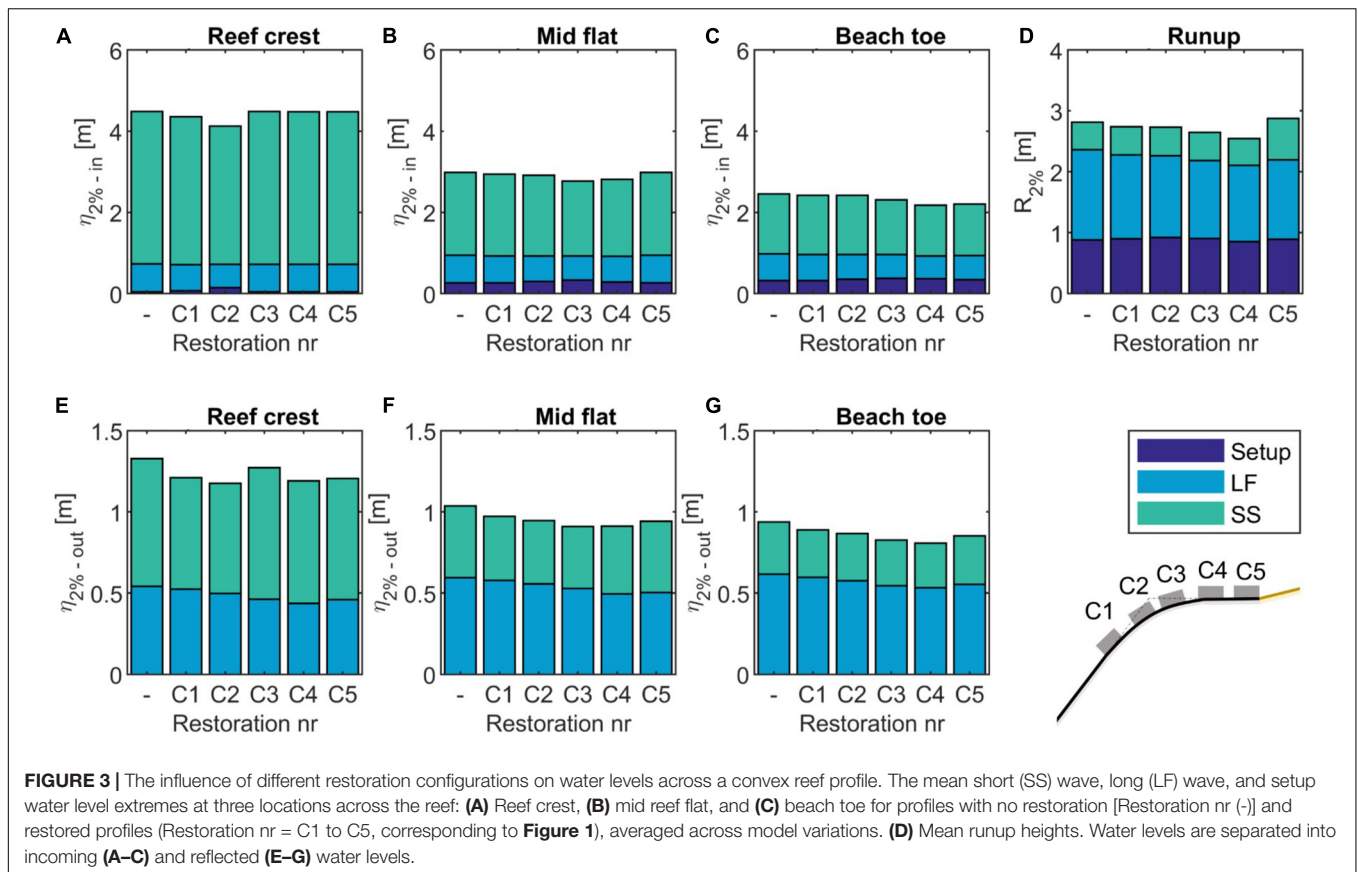 A Reef crest
6
4
2
0
η2% - in [m]
- C1 C2 C3 C4 C5
Restoration nr
B Mid flat
6
4
2
0
η2% - in [m]
- C1 C2 C3 C4 C5
Restoration nr
C Beach toe
6
4
2
0
η2% - in [m]
- C1 C2 C3 C4 C5
Restoration nr
D Runup
4
3
2
1
0
R2% [m]
- C1 C2 C3 C4 C5
Restoration nr
E Reef crest
1.5
1
0.5
0
η2% - out [m]
- C1 C2 C3 C4 C5
Restoration nr
F Mid flat
1.5
1
0.5
0
η2% - out [m]
- C1 C2 C3 C4 C5
Restoration nr
G Beach toe
1.5
1
0.5
0
η2% - out [m]
- C1 C2 C3 C4 C5
Restoration nr
Setup
LF
SS
C1 C2 C3 C4 C5
FIGURE 3 | The influence of different restoration configurations on water levels across a convex reef profile. The mean short (SS) wave, long (LF) wave, and setup
water level extremes at three locations across the reef: (A) Reef crest, (B) mid reef flat, and (C) beach toe for profiles with no restoration [Restoration nr (-)] and
restored profiles (Restoration nr = C1 to C5, corresponding to Figure 1), averaged across model variations. (D) Mean runup heights. Water levels are separated into
incoming (A–C) and reflected (E–G) water levels.